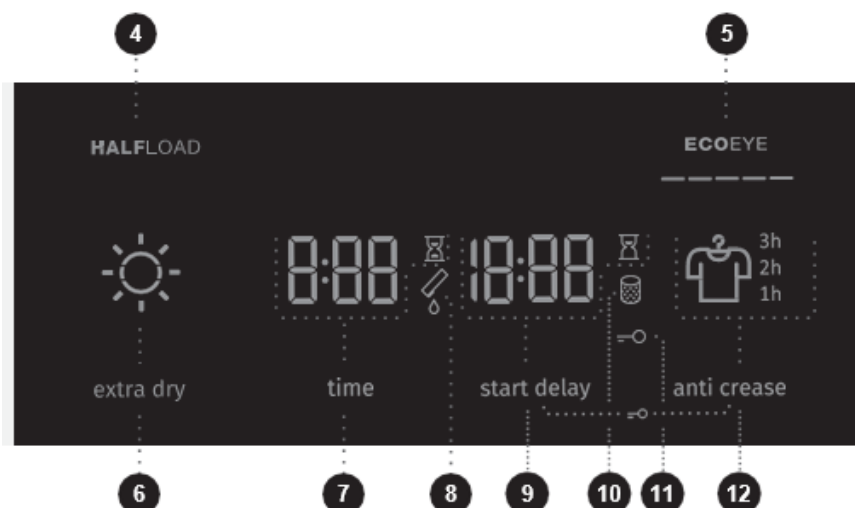 4 5
HALFLOAD ECOEYE
8:88 18:88 3h
2h
1h
extra dry time start delay anti crease
6 7 8 9 10 11 12